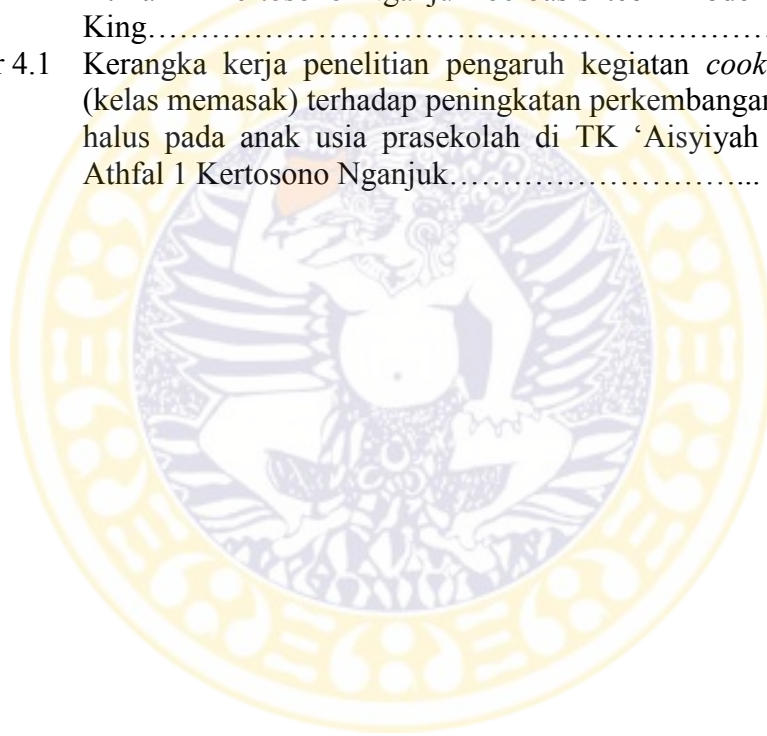 King……………………….……………………….
4.1 Kerangka kerja penelitian pengaruh kegiatan cook
(kelas memasak) terhadap peningkatan perkembangan
halus pada anak usia prasekolah di TK ‘Aisyiyah
Athfal 1 Kertosono Nganjuk………………………...